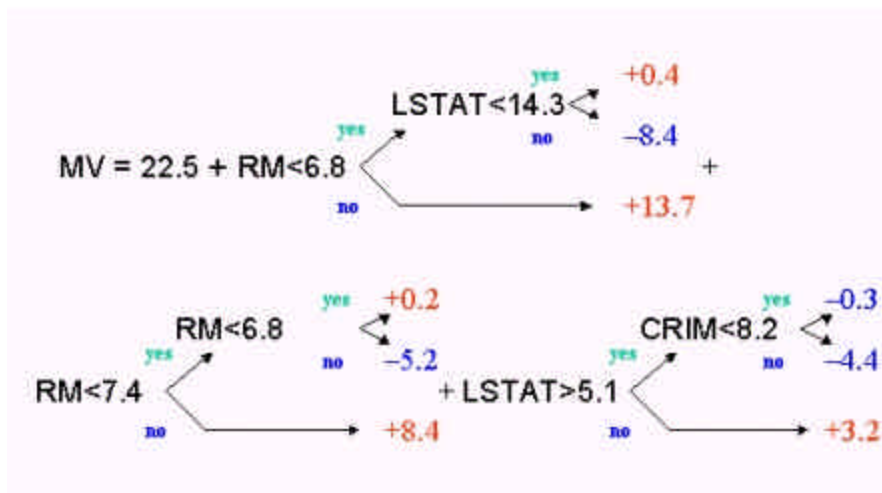 yes +0.4
LSTAT<14.3
yes no –8.4
MV = 22.5 + RM<6.8 +
no +13.7
yes +0.2 yes –0.3
RM<6.8 CRIM<8.2
yes no –5.2 yes no –4.4
RM<7.4 + LSTAT>5.1
no +8.4 no +3.2